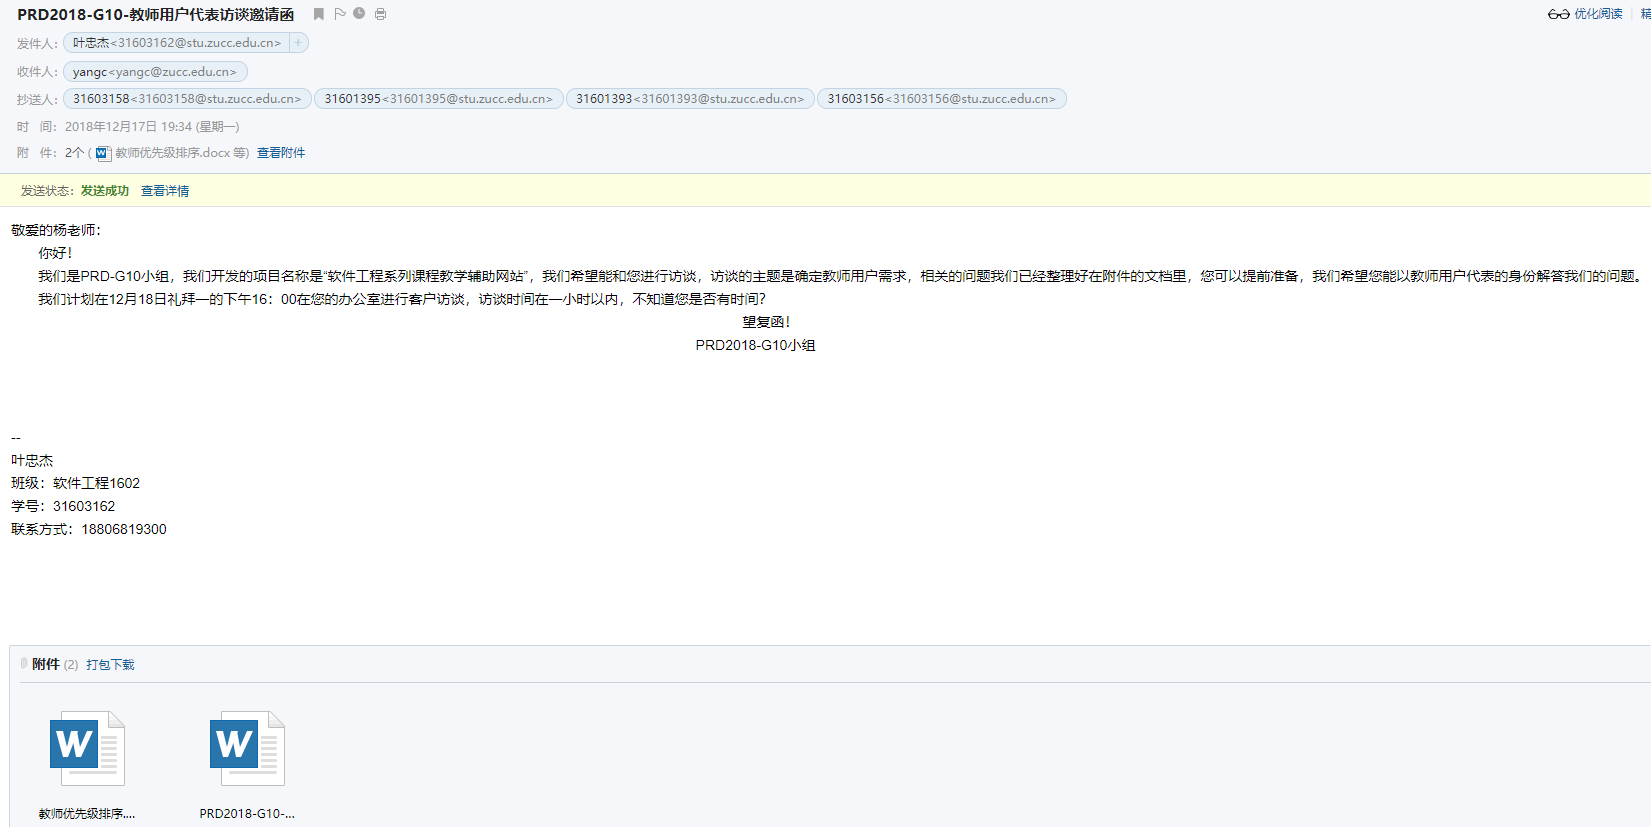 PRD2018-G10-教师用户代表访谈邀请函
优化阅读
精
发件人：叶忠杰<31603162@stu.zucc.edu.cn> +
收件人：yangc<yangc@zucc.edu.cn>
抄送人：31603158<31603158@stu.zucc.edu.cn> 31601395<31601395@stu.zucc.edu.cn> 31601393<31601393@stu.zucc.edu.cn> 31603156<31603156@stu.zucc.edu.cn>
时 间：2018年12月17日 19:34 (星期一)
附 件：2个 ( 教师优先级排序.docx 等) 查看附件
发送状态：发送成功 查看详情
敬爱的杨老师：
你好！
我们是PRD-G10小组，我们开发的项目名称是“软件工程系列课程教学辅助网站”，我们希望能和您进行访谈，访谈的主题是确定教师用户需求，相关的问题我们已经整理好在附件的文档里，您可以提前准备，我们希望您能以教师用户代表的身份解答我们的问题。
我们计划在12月18日礼拜一的下午16：00在您的办公室进行客户访谈，访谈时间在一小时以内，不知道您是否有时间？
望复函！
PRD2018-G10小组
--
叶忠杰
班级：软件工程1602
学号：31603162
联系方式：18806819300
附件 (2) 打包下载
W
W
教师优先级排序....
PRD2018-G10-...